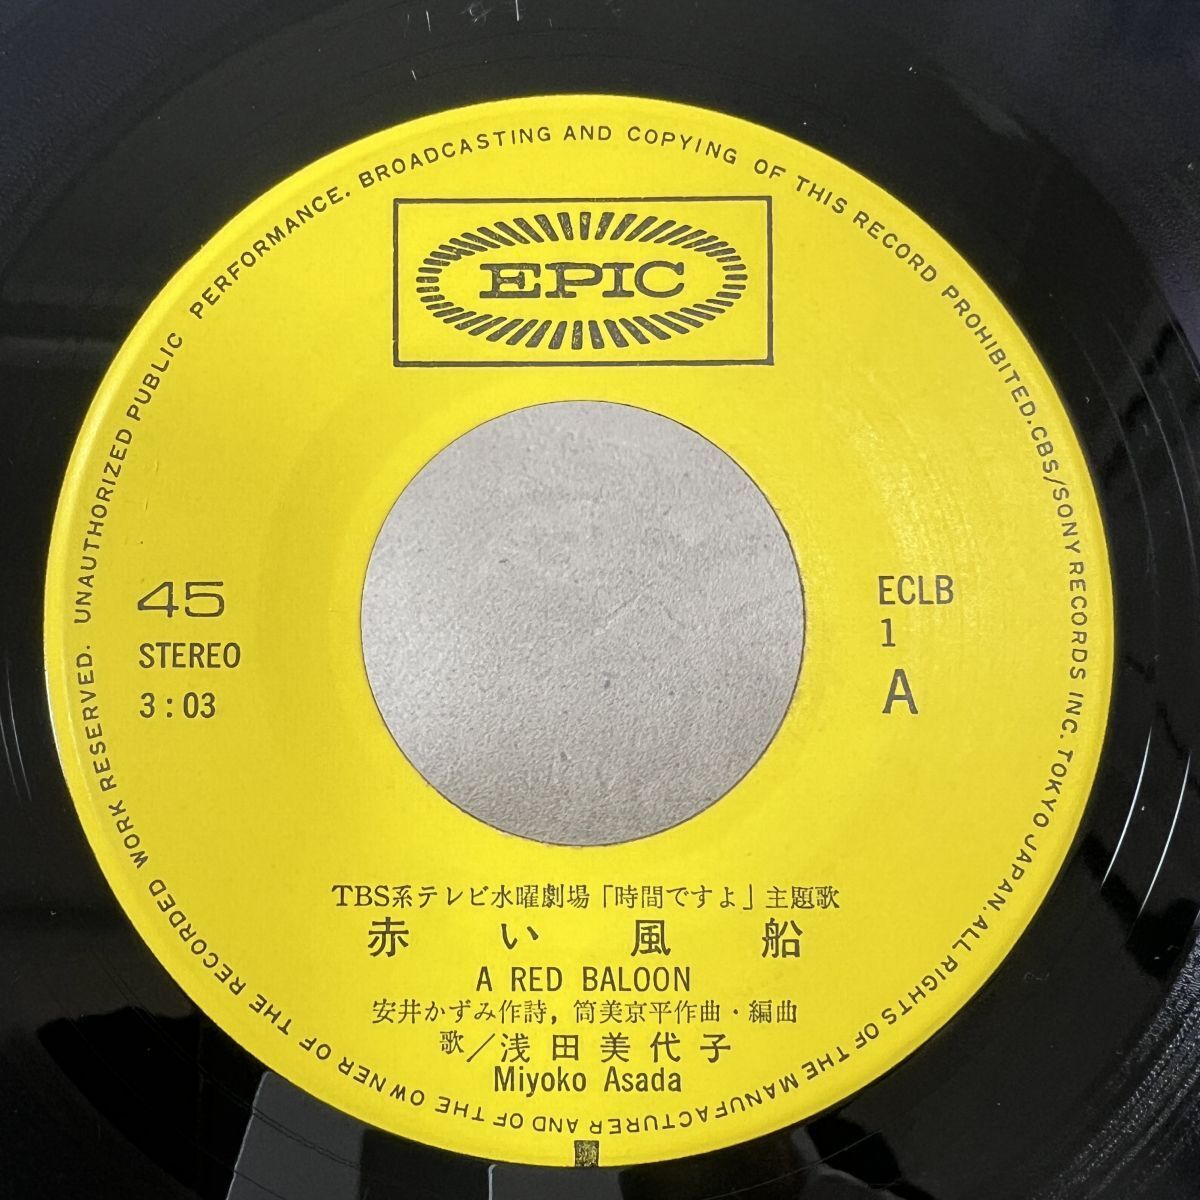 EPIC
45
STEREO
3:03
ECLB
1
A
TBS系テレビ水曜劇場「時間ですよ」主題歌
赤い風船
A RED BALOON
安井かずみ作詩, 筒美京平作曲・編曲
歌/浅田美代子
Miyoko Asada
ALL RIGHTS OF THE MANUFACTURER AND OF THE OWNER OF THE RECORDED WORK RESERVED. UNAUTHORIZED PUBLIC PERFORMANCE. BROADCASTING AND COPYING OF THIS RECORD PROHIBITED. CBS/SONY RECORDS INC. TOKYO JAPAN.